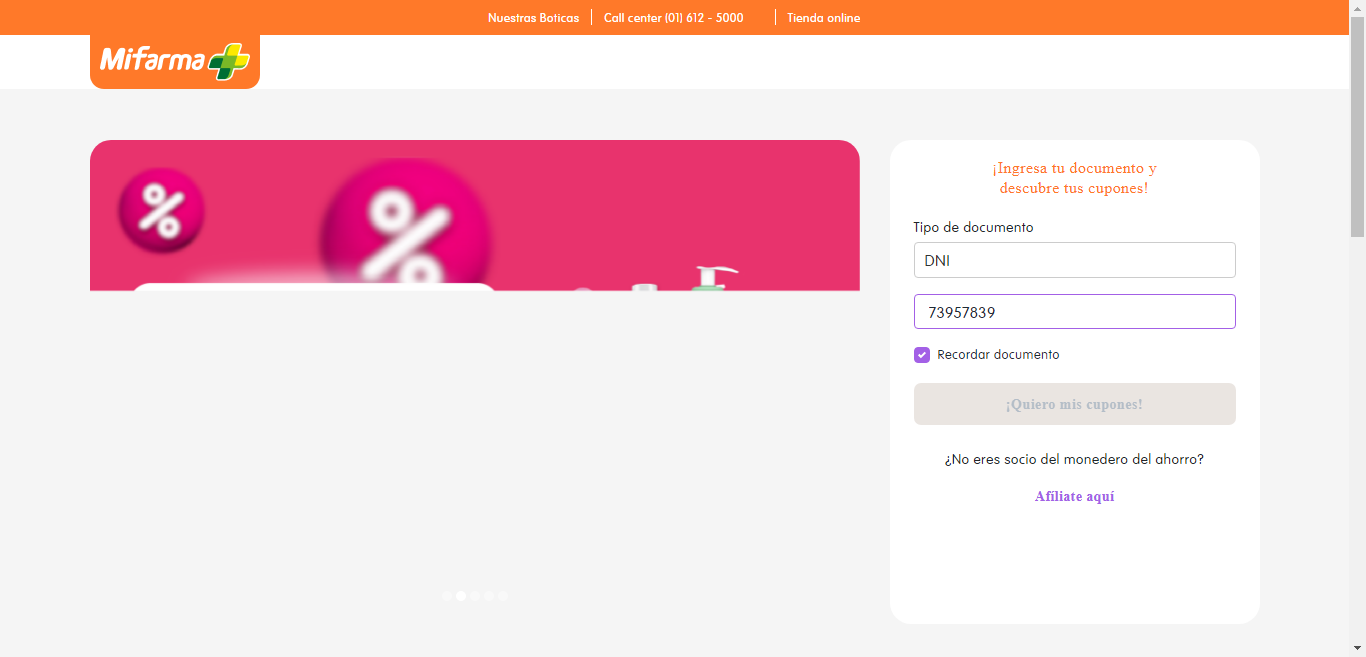 Nuestras Boticas
Call center (01) 612 - 5000
Tienda online
Mifarma
%
%
¡Ingresa tu documento y
descubre tus cupones!
Tipo de documento
DNI
73957839
Recordar documento
¡Quiero mis cupones!
¿No eres socio del monedero del ahorro?
Afíliate aquí